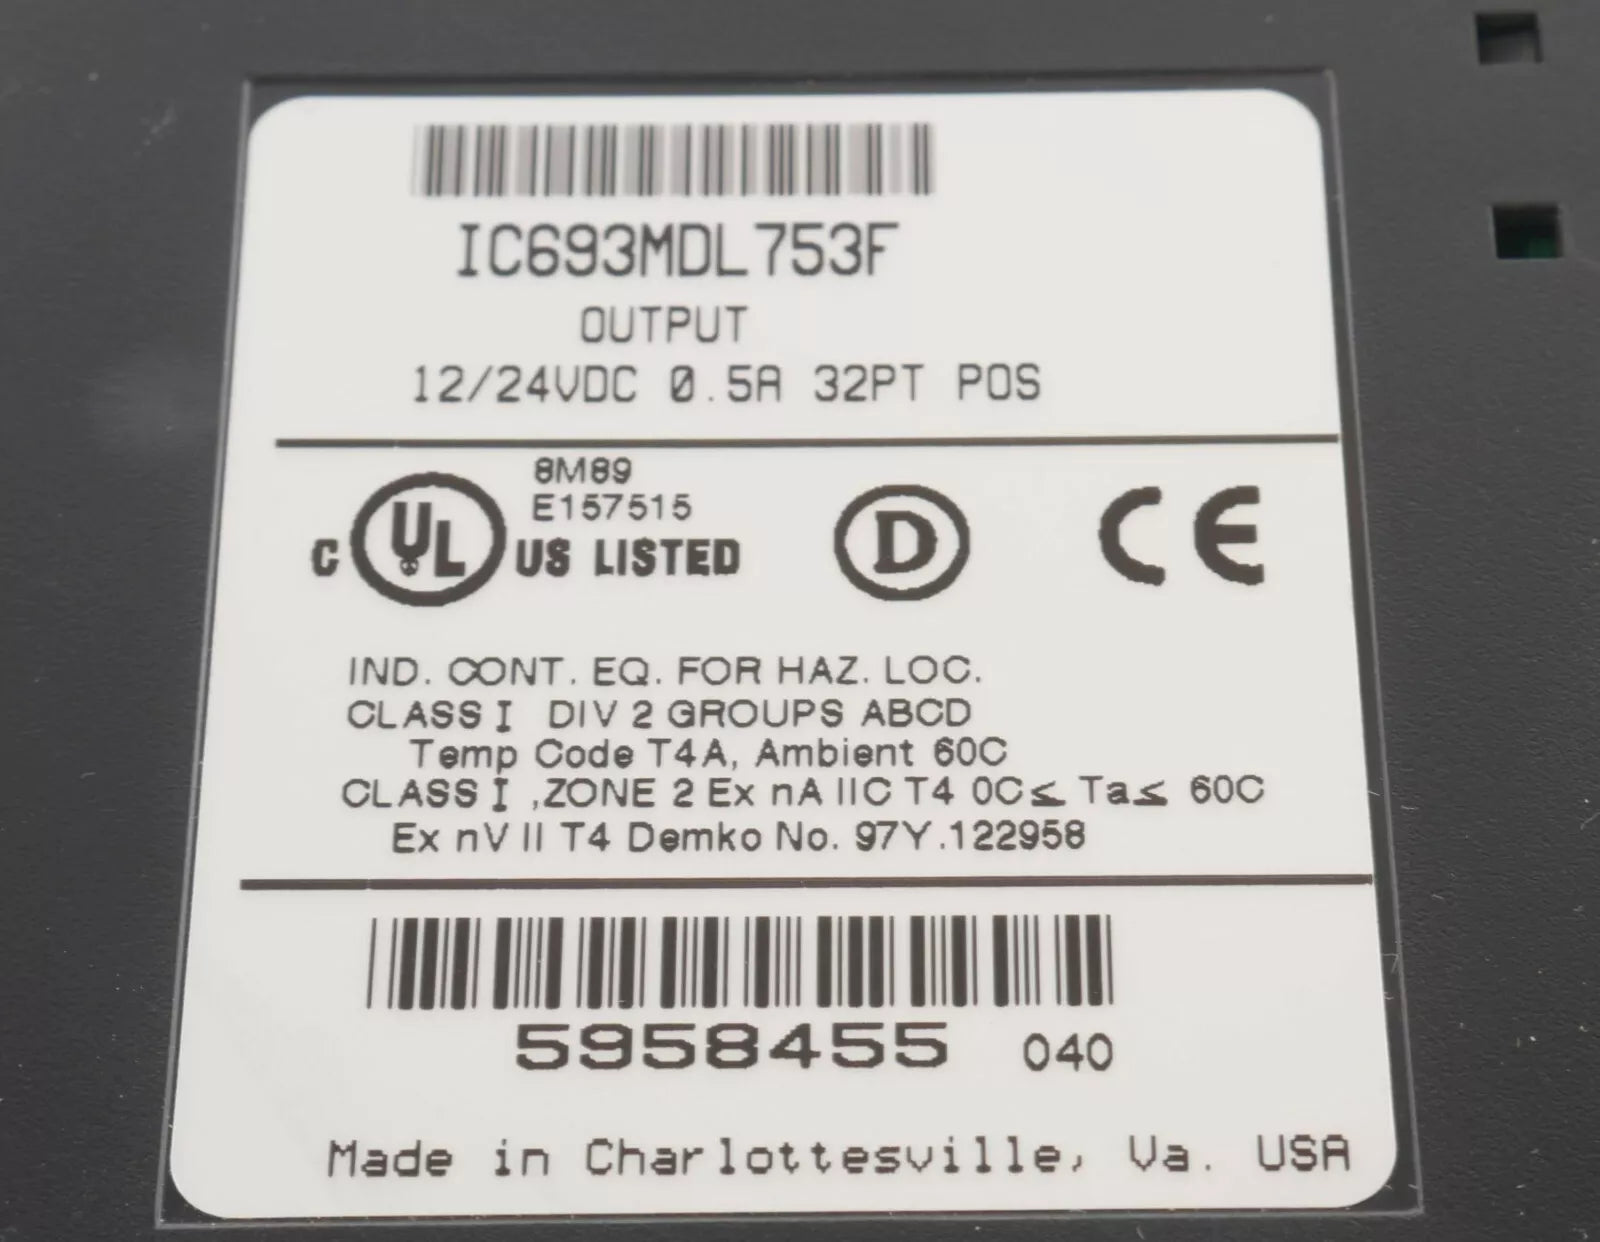 IC693MDL753F
OUTPUT
12/24VDC 0.5A 32PT POS
8M89
E157515
C UL US LISTED
D
CE
IND. CONT. EQ. FOR HAZ. LOC.
CLASS I DIV 2 GROUPS ABCD
Temp Code T4A, Ambient 60C
CLASS I ,ZONE 2 Ex nA IIC T4 0C≤ Ta≤ 60C
Ex nV II T4 Demko No. 97Y.122958
5958455 040
Made in Charlottesville, Va. USA